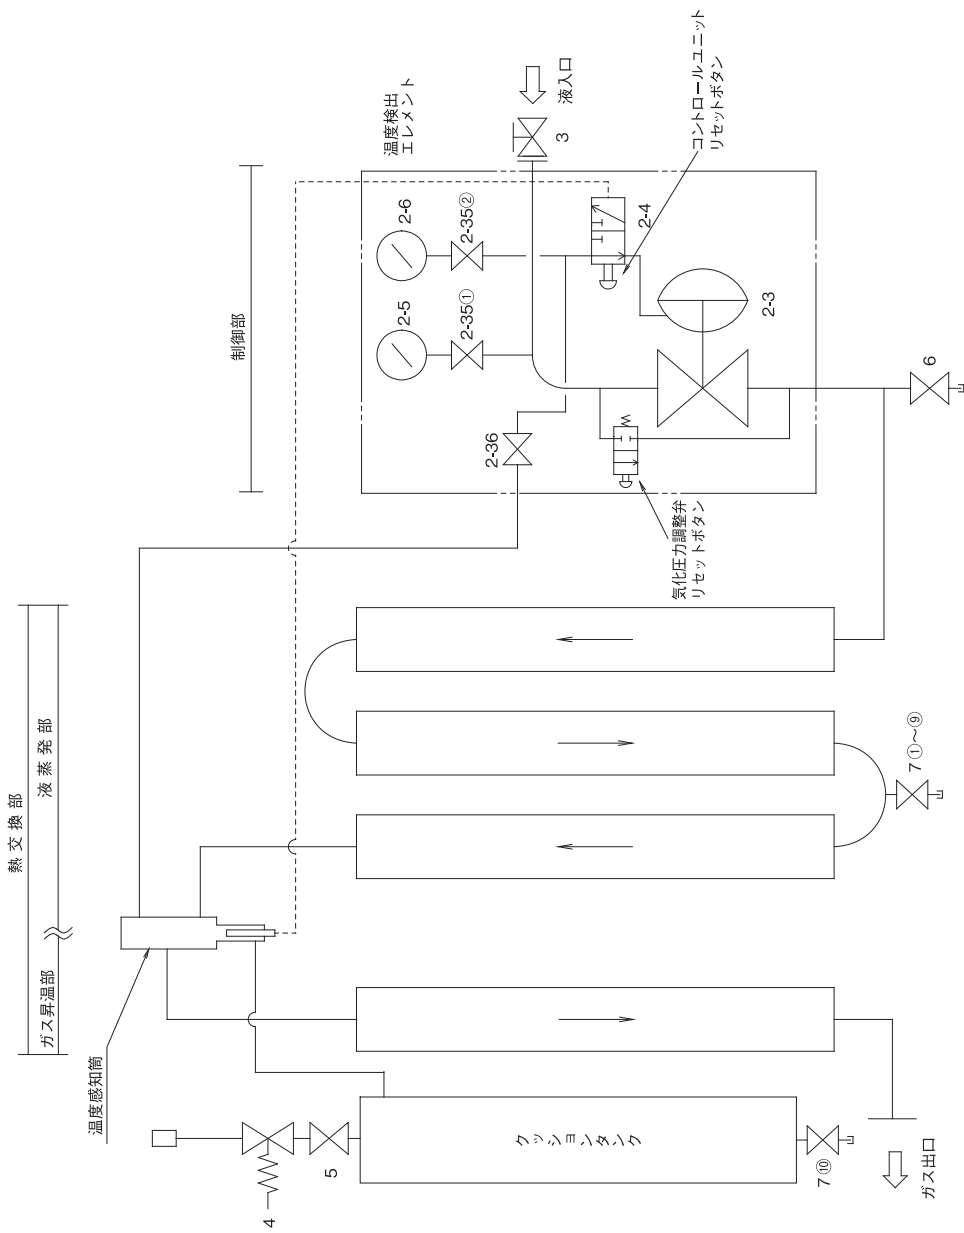 熱交換部
液蒸発部
ガス昇温部
制御部
温度検出
エレメント
液入口
3
コントロールユニット
リセットボタン
2-6
2-35②
2-5
2-35①
2-4
2-3
2-36
気化圧力調整弁
リセットボタン
6
7①~⑨
温度感知筒
クッションタンク
4
5
7⑩
ガス出口